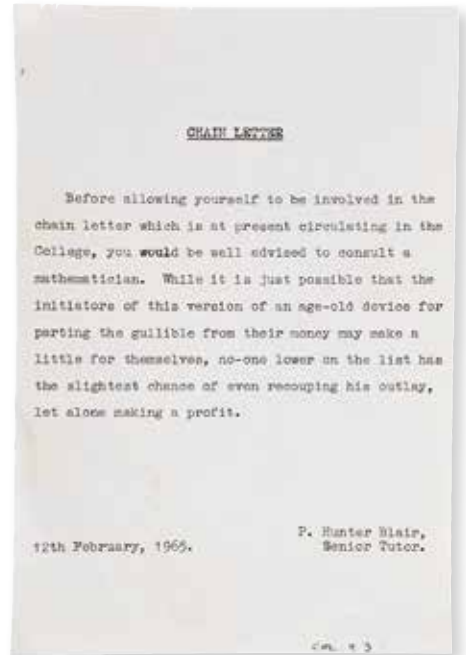 CHAIN LETTER
Before allowing yourself to be involved in the
chain letter which is at present circulating in the
College, you would be well advised to consult a
mathematician. While it is just possible that the
initiators of this version of an age-old device for
parting the gullible from their money may make a
little for themselves, no-one lower on the list has
the slightest chance of even recouping his outlay,
let alone making a profit.
P. Hunter Blair,
12th February, 1965. Senior Tutor.